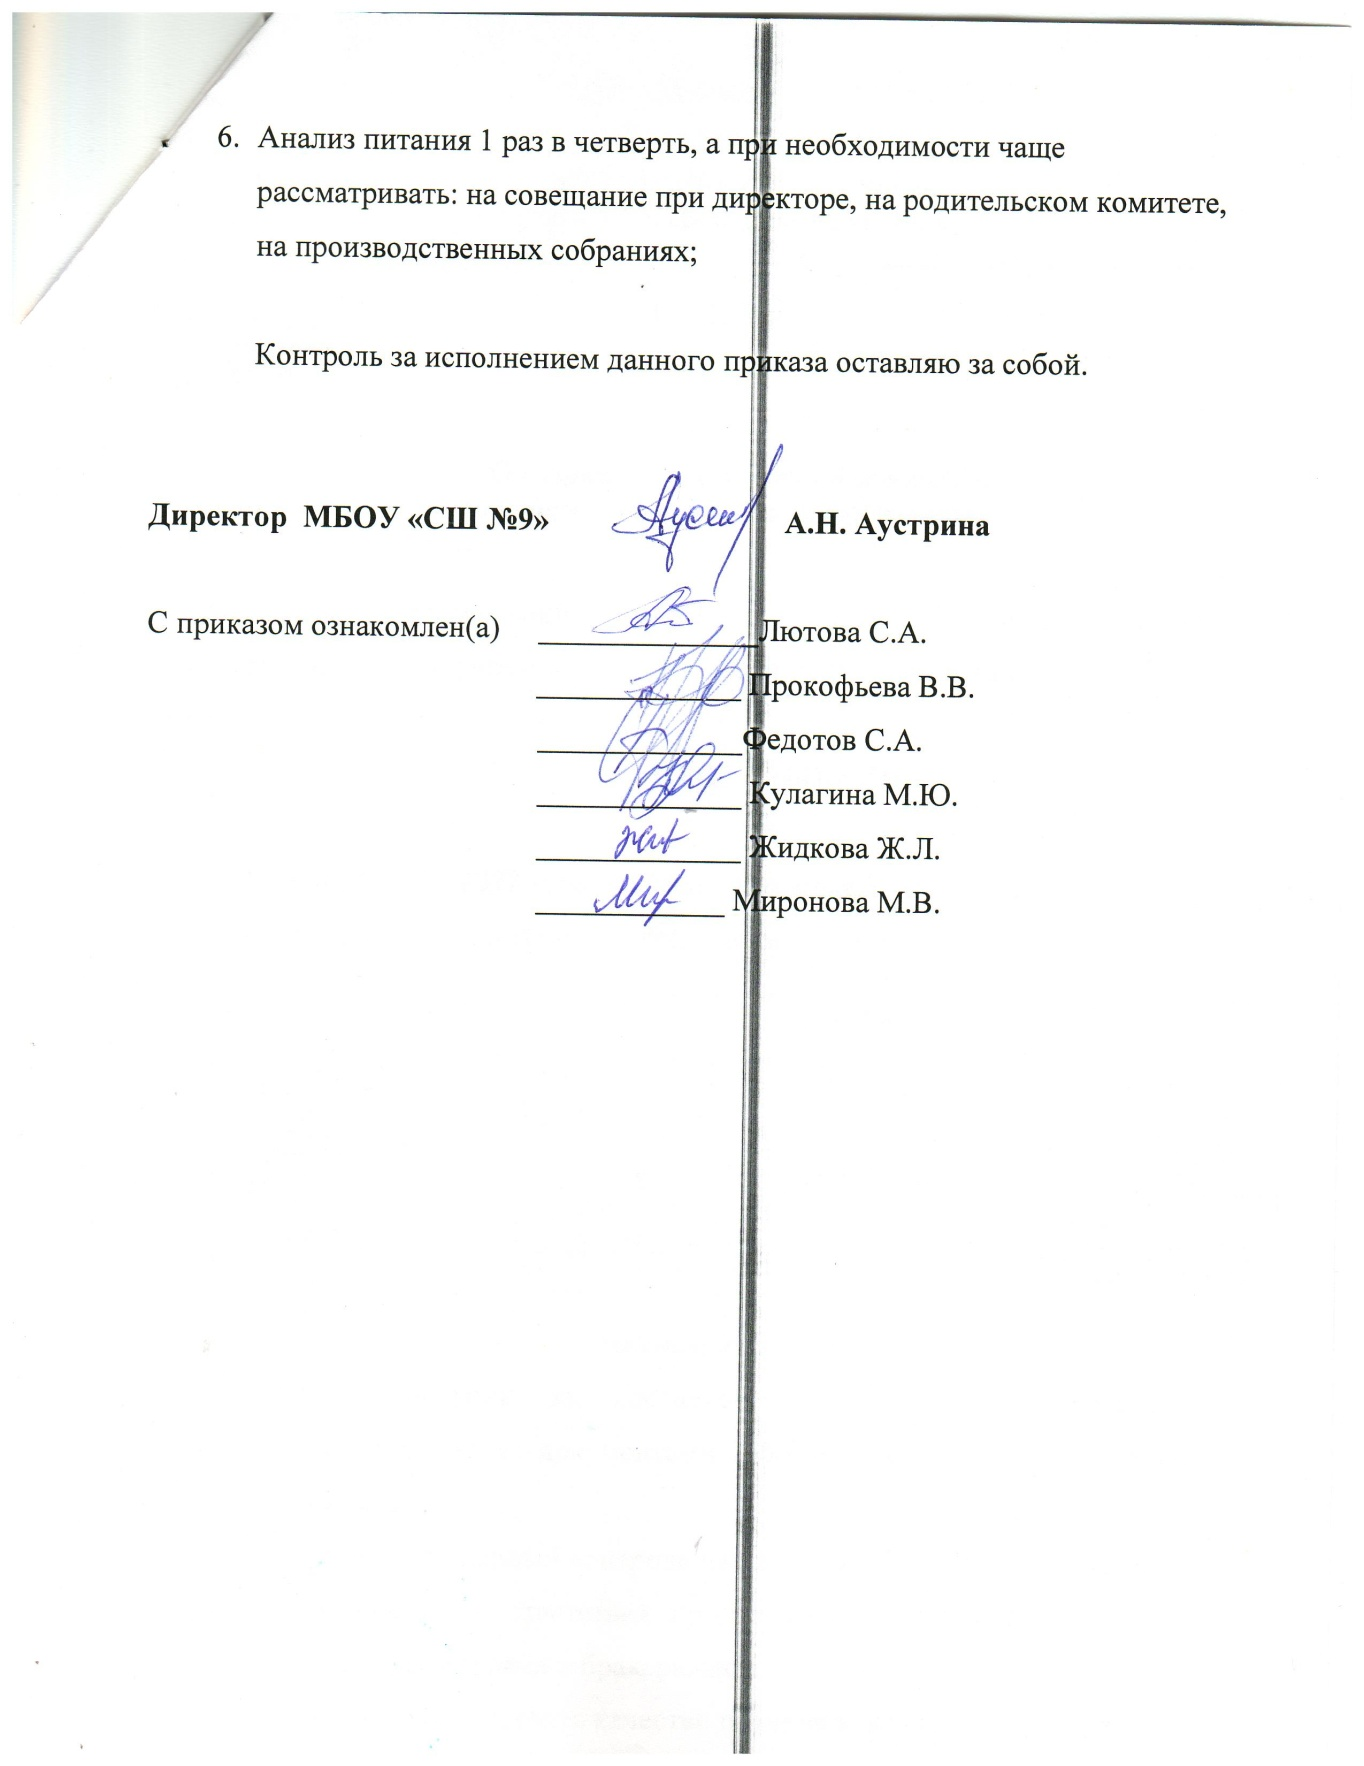 6. Анализ питания 1 раз в четверть, а при необходимости чаще
рассматривать: на совещание при директоре, на родительском комитете,
на производственных собраниях;
Контроль за исполнением данного приказа оставляю за собой.
Директор МБОУ «СШ №9» А.Н. Аустрина
С приказом ознакомлен(а) Лютова С.А.
Прокофьева В.В.
Федотов С.А.
Кулагина М.Ю.
Жидкова Ж.Л.
Миронова М.В.